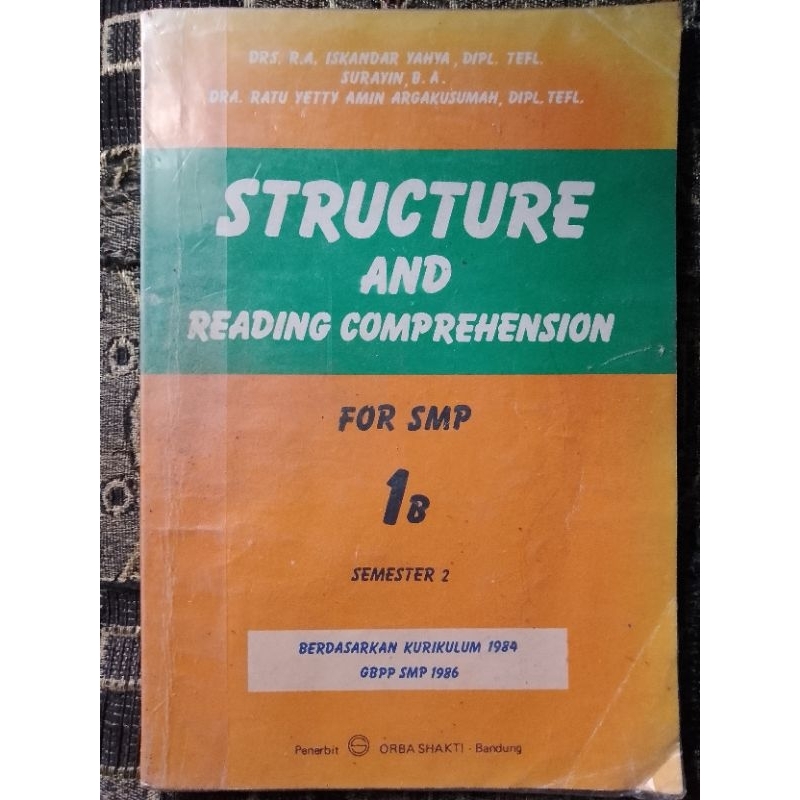 DRS. R.A. ISKANDAR YAHYA, DIPL. TEFL.
SURAYIN, B.A.
DRA. RATU YETTY AMIN ARGAKUSUMAH, DIPL. TEFL.
STRUCTURE
AND
READING COMPREHENSION
FOR SMP
1B
SEMESTER 2
BERDASARKAN KURIKULUM 1984
GBPP SMP 1986
Penerbit ORBA SHAKTI - Bandung